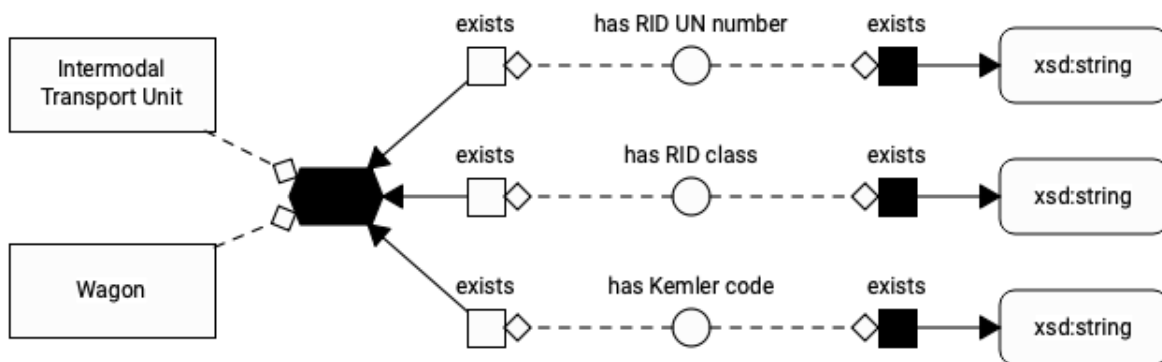 exists
has RID UN number
exists
Intermodal
Transport Unit
xsd:string
exists
has RID class
exists
xsd:string
Wagon
exists
has Kemler code
exists
xsd:string